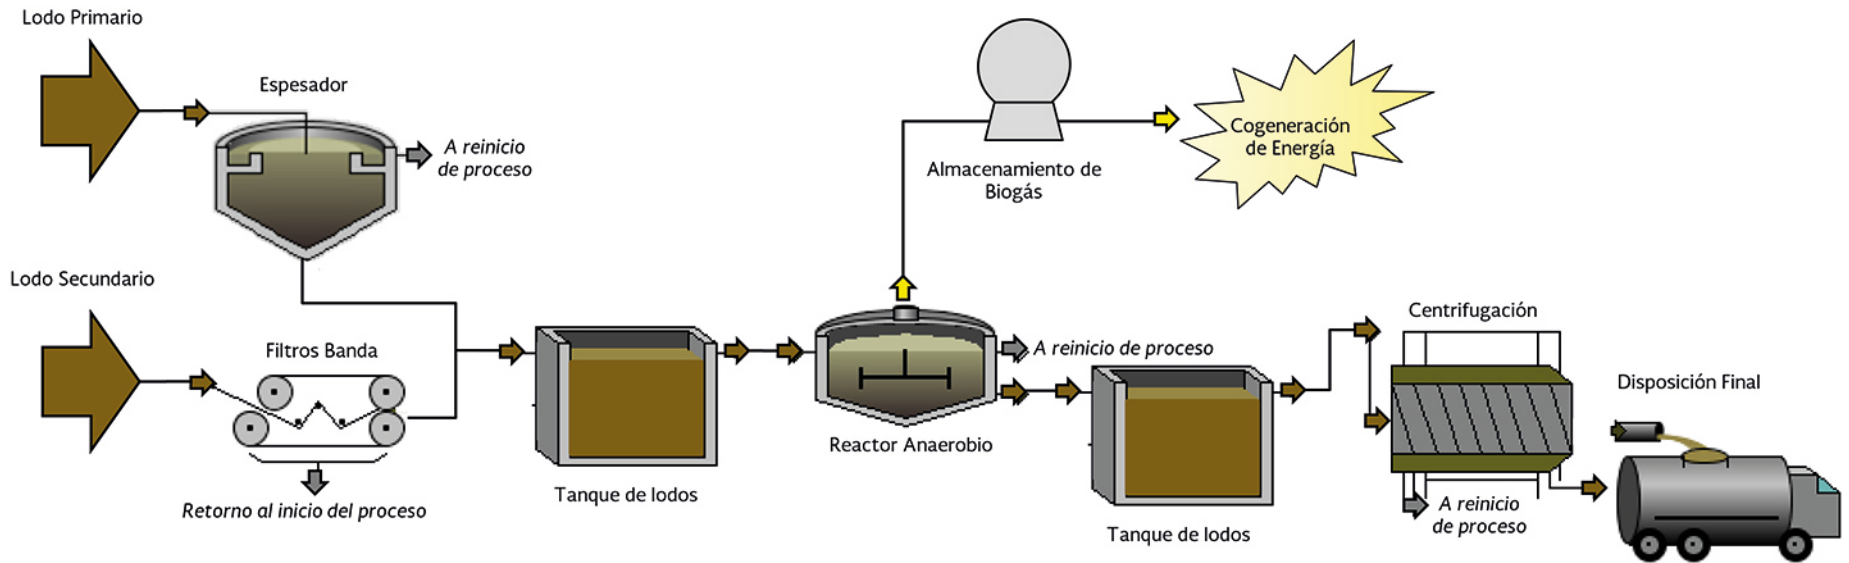 Lodo Primario
Espesador
A reinicio
de proceso
Lodo Secundario
Filtros Banda
Retorno al inicio del proceso
Tanque de lodos
Almacenamiento de
Biogás
Cogeneración
de Energía
A reinicio de proceso
Reactor Anaerobio
Tanque de lodos
Centrifugación
A reinicio
de proceso
Disposición Final